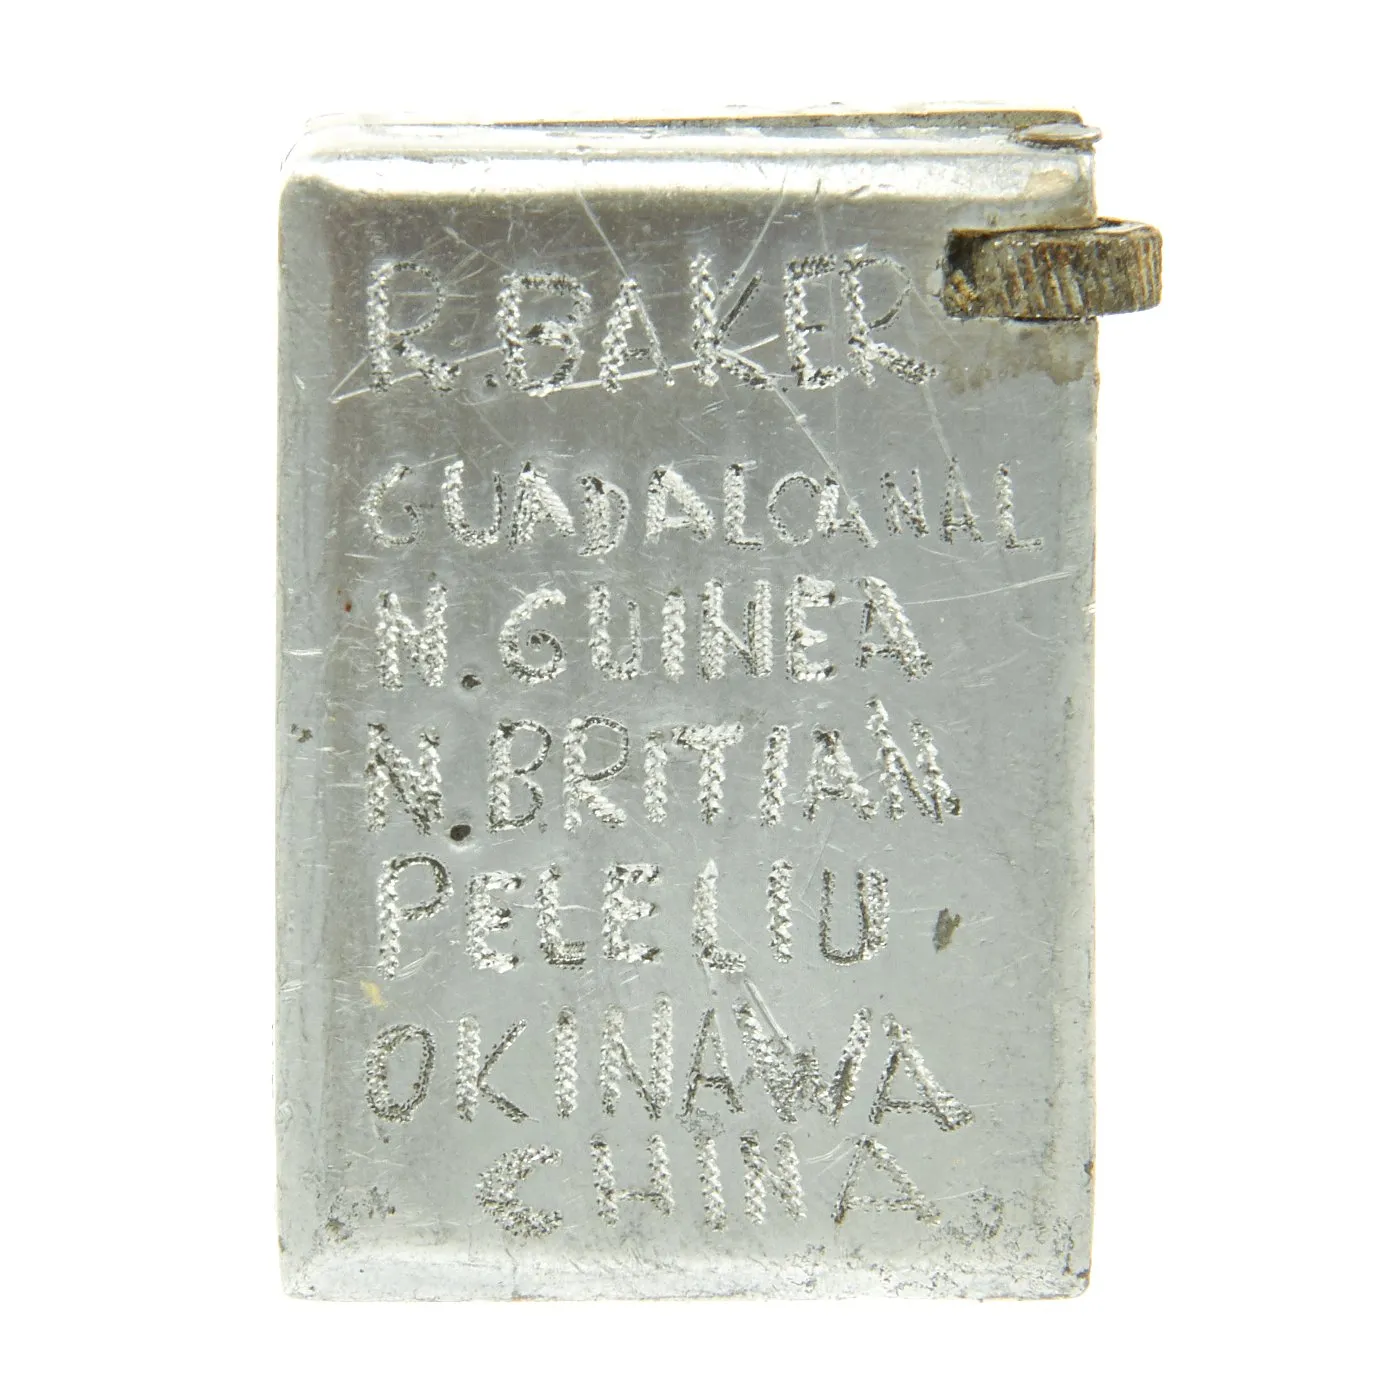 R.BAKER
GUADALCANAL
N.GUINEA
N.BRITIAN
PELELIU
OKINAWA
CHINA